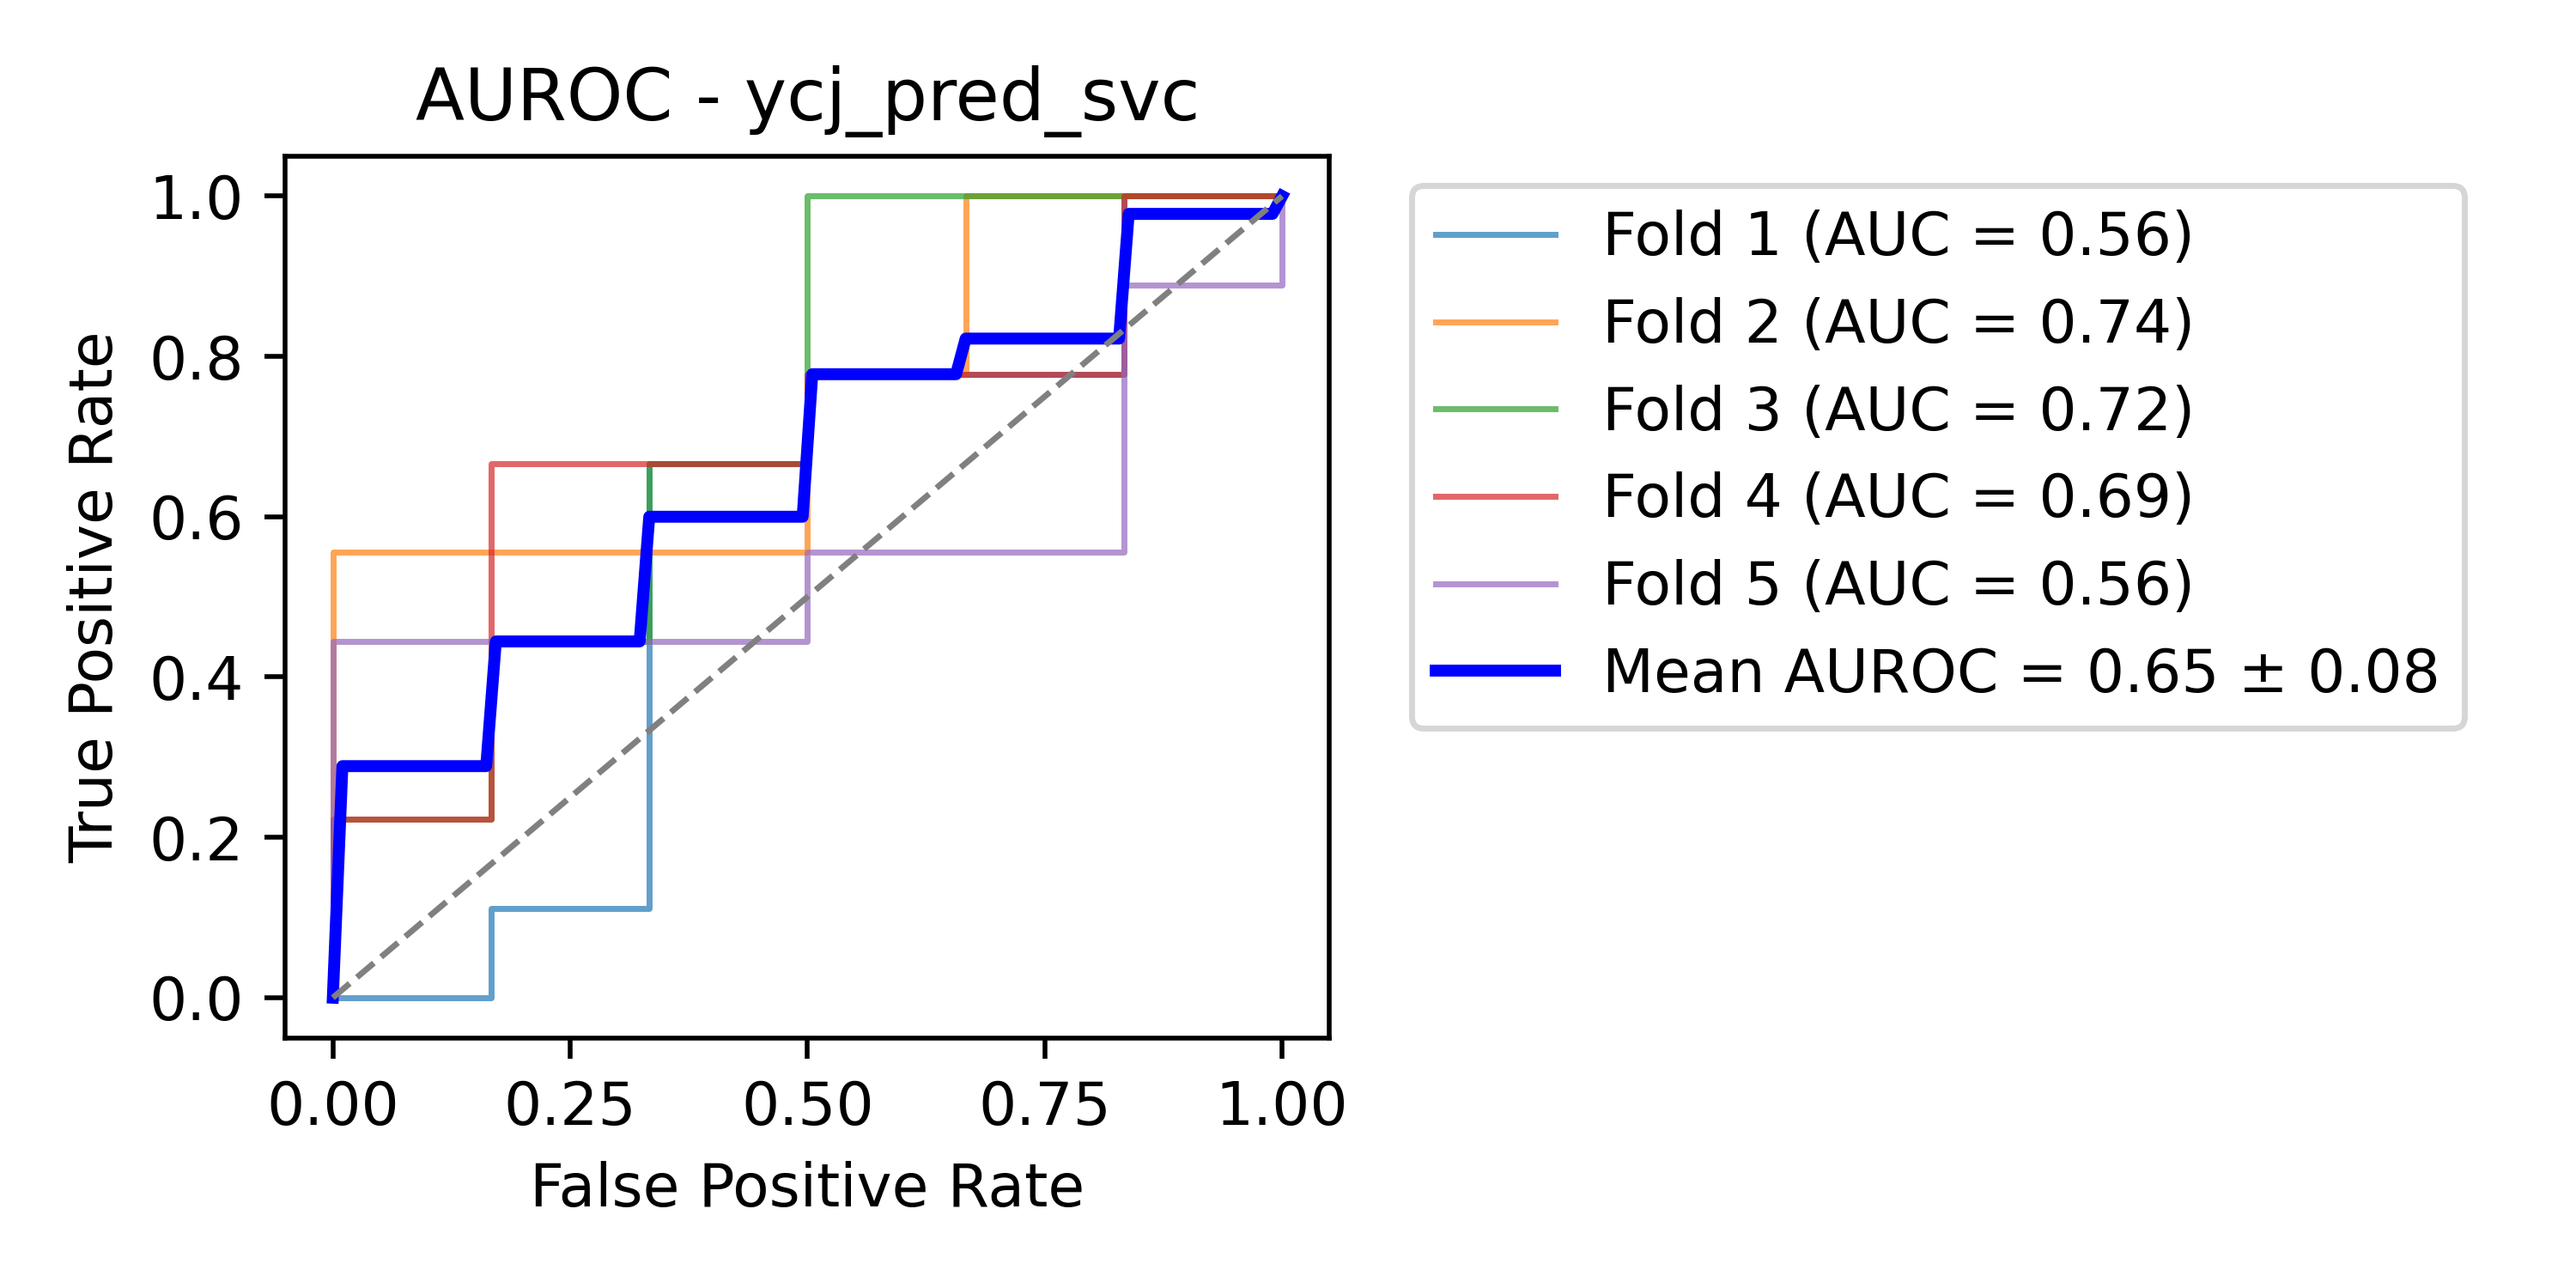 AUROC - ycj_pred_svc
True Positive Rate
1.0
0.8
0.6
0.4
0.2
0.0
0.00 0.25 0.50 0.75 1.00
False Positive Rate
Fold 1 (AUC = 0.56)
Fold 2 (AUC = 0.74)
Fold 3 (AUC = 0.72)
Fold 4 (AUC = 0.69)
Fold 5 (AUC = 0.56)
Mean AUROC = 0.65 ± 0.08